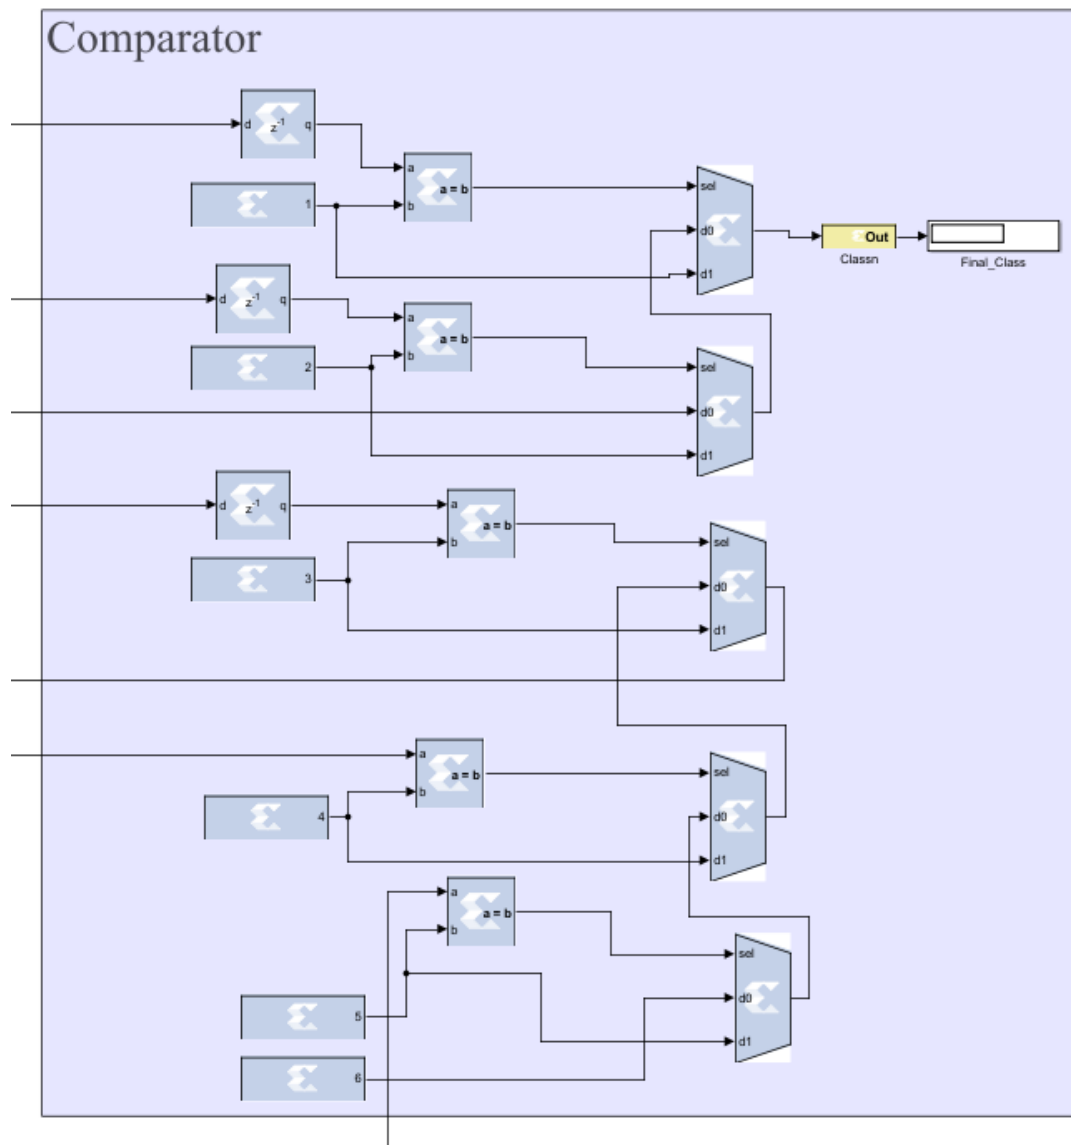 Comparator
d z-1 q
a
b
a = b
1
sel
d0
d1
Out
Classn
Final_Class
d z-1 q
a
b
a = b
2
sel
d0
d1
d z-1 q
a
b
a = b
3
sel
d0
d1
a
b
a = b
4
sel
d0
d1
a
b
a = b
5
6
sel
d0
d1